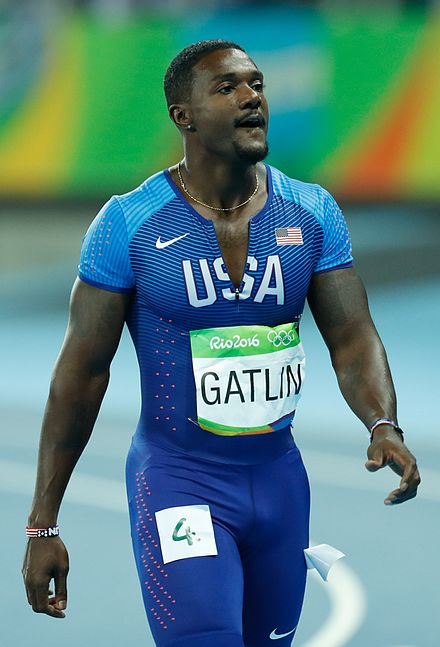 USA
Rio2016
GATLIN
4.